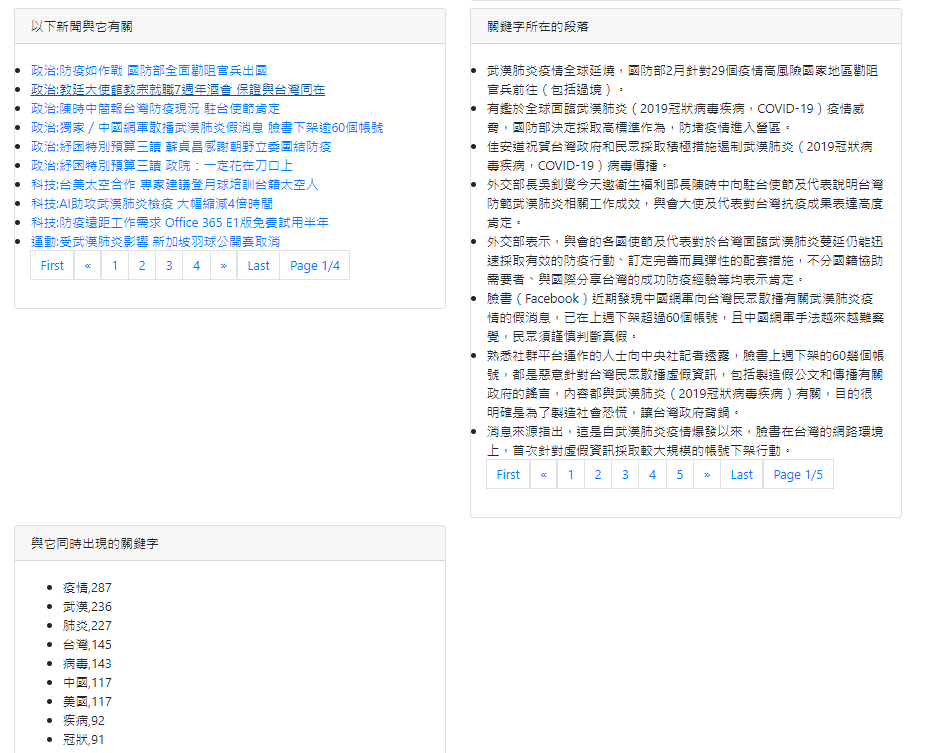 以下新聞與它有關
政治:防疫如作戰 國防部全面勸阻官兵出國
政治:教廷大使館教宗就職7週年酒會 保證與台灣同在
政治:陳時中簡報台灣防疫現況 駐台使節肯定
政治:獨家/中國網軍散播武漢肺炎假消息 臉書下架逾60個帳號
政治:紓困特別預算三讀 蘇貞昌感謝朝野立委團結防疫
政治:紓困特別預算三讀 政院：一定花在刀口上
科技:台美太空合作 專家建議登月球培訓台籍太空人
科技:AI助攻武漢肺炎檢疫 大幅縮減4倍時間
科技:防疫遠距工作需求 Office 365 E1版免費試用半年
運動:受武漢肺炎影響 新加坡羽球公開賽取消
First « 1 2 3 4 » Last Page 1/4
關鍵字所在的段落
武漢肺炎疫情全球延燒，國防部2月針對29個疫情高風險國家地區勸阻
官兵前往（包括過境）。
有鑑於全球面臨武漢肺炎（2019冠狀病毒疾病，COVID-19）疫情威
脅，國防部決定採取高標準作為，防堵疫情進入營區。
佳安道祝賀台灣政府和民眾採取積極措施遏制武漢肺炎（2019冠狀病
毒疾病，COVID-19）病毒傳播。
外交部長吳釗燮今天邀衛生福利部長陳時中向駐台使節及代表說明台灣
防範武漢肺炎相關工作成效，與會大使及代表對台灣抗疫成果表達高度
肯定。
外交部表示，與會的各國使節及代表對於台灣面臨武漢肺炎蔓延仍能迅
速採取有效的防疫行動、訂定完善而具彈性的配套措施，不分國籍協助
需要者、與國際分享台灣的成功防疫經驗等均表示肯定。
臉書（Facebook）近期發現中國網軍向台灣民眾散播有關武漢肺炎疫
情的假消息，已在上週下架超過60個帳號，且中國網軍手法越來越難察
覺，民眾須謹慎判斷真假。
熟悉社群平台運作的人士向中央社記者透露，臉書上週下架的60幾個帳
號，都是惡意針對台灣民眾散播虛假資訊，包括製造假公文和傳播有關
政府的謠言，內容都與武漢肺炎（2019冠狀病毒疾病）有關，目的很
明確是為了製造社會恐慌，讓台灣政府背鍋。
消息來源指出，這是自武漢肺炎疫情爆發以來，臉書在台灣的網路環境
上，首次針對虛假資訊採取較大規模的帳號下架行動。
First « 1 2 3 4 5 » Last Page 1/5
與它同時出現的關鍵字
疫情,287
武漢,236
肺炎,227
台灣,145
病毒,143
中國,117
美國,117
疾病,92
冠狀,91